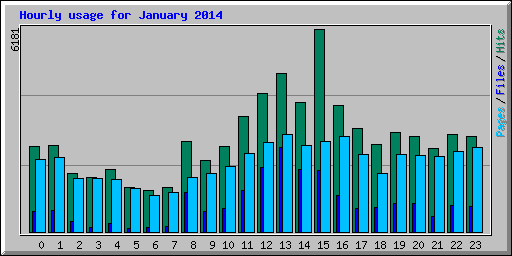 Hourly usage for January 2014
6181
Pages/Files/Hits
0 1 2 3 4 5 6 7 8 9 10 11 12 13 14 15 16 17 18 19 20 21 22 23